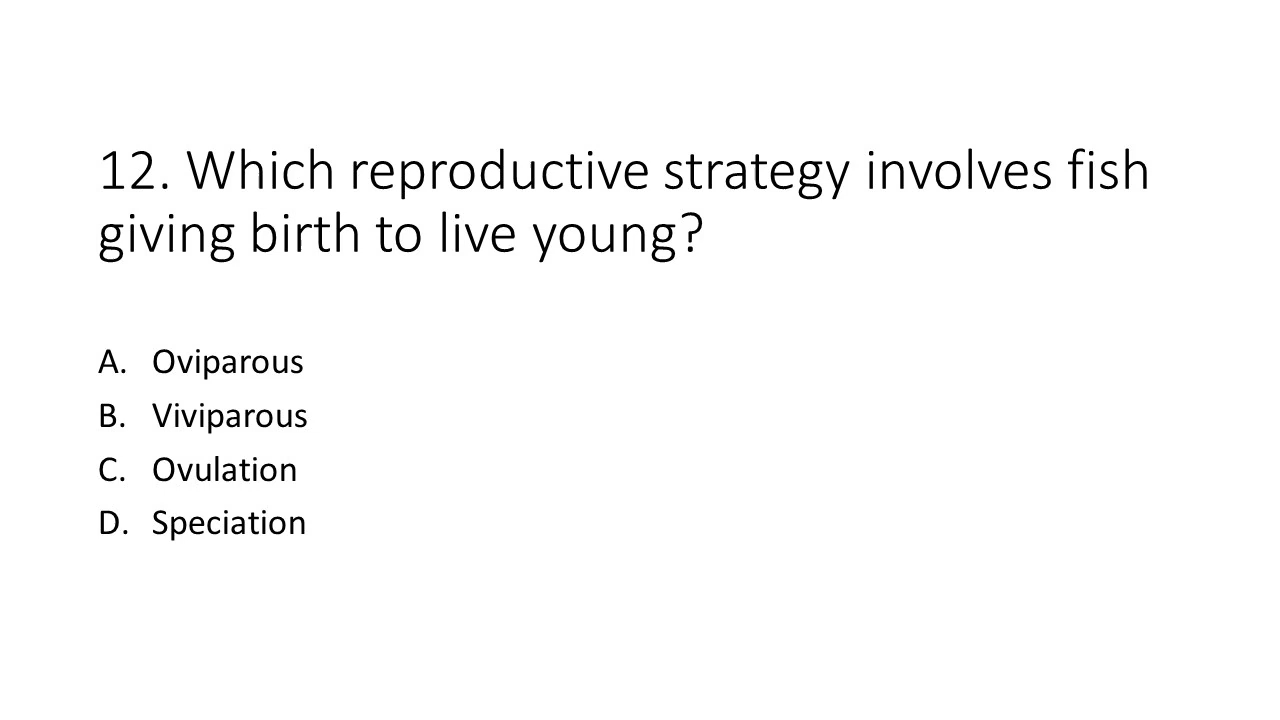 12. Which reproductive strategy involves fish
giving birth to live young?
A. Oviparous
B. Viviparous
C. Ovulation
D. Speciation